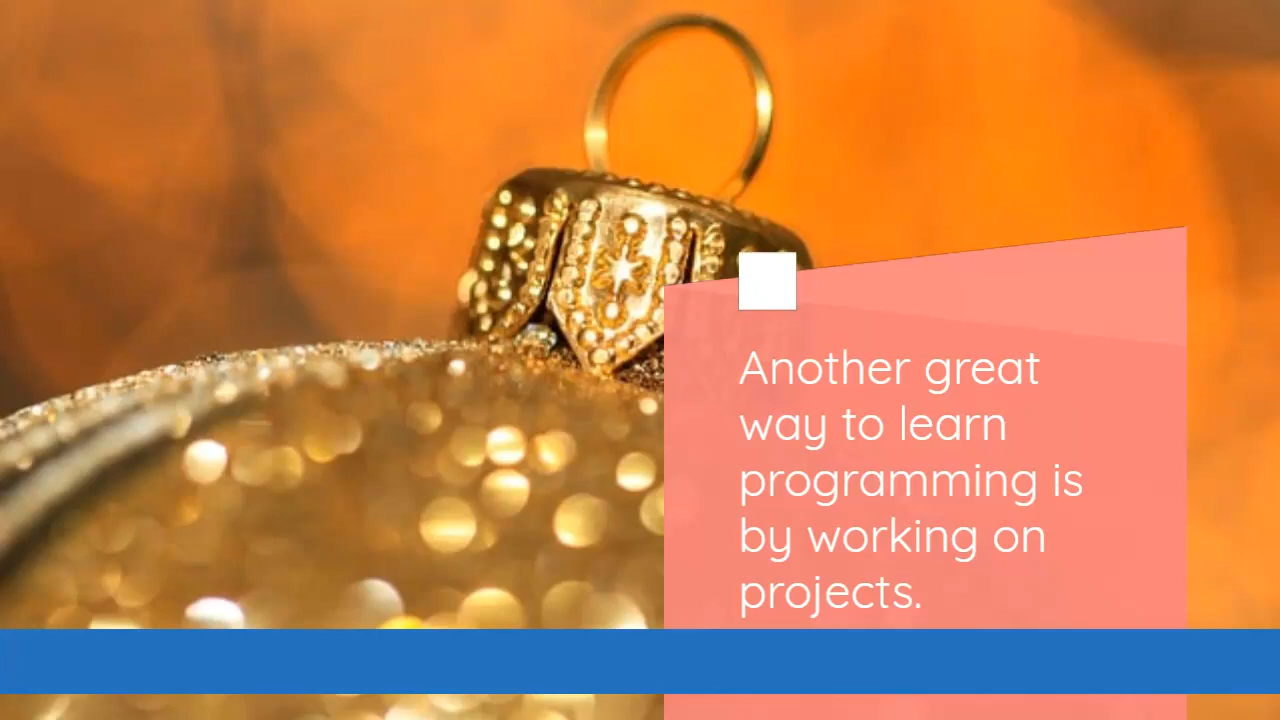 Another great
way to learn
programming is
by working on
projects.